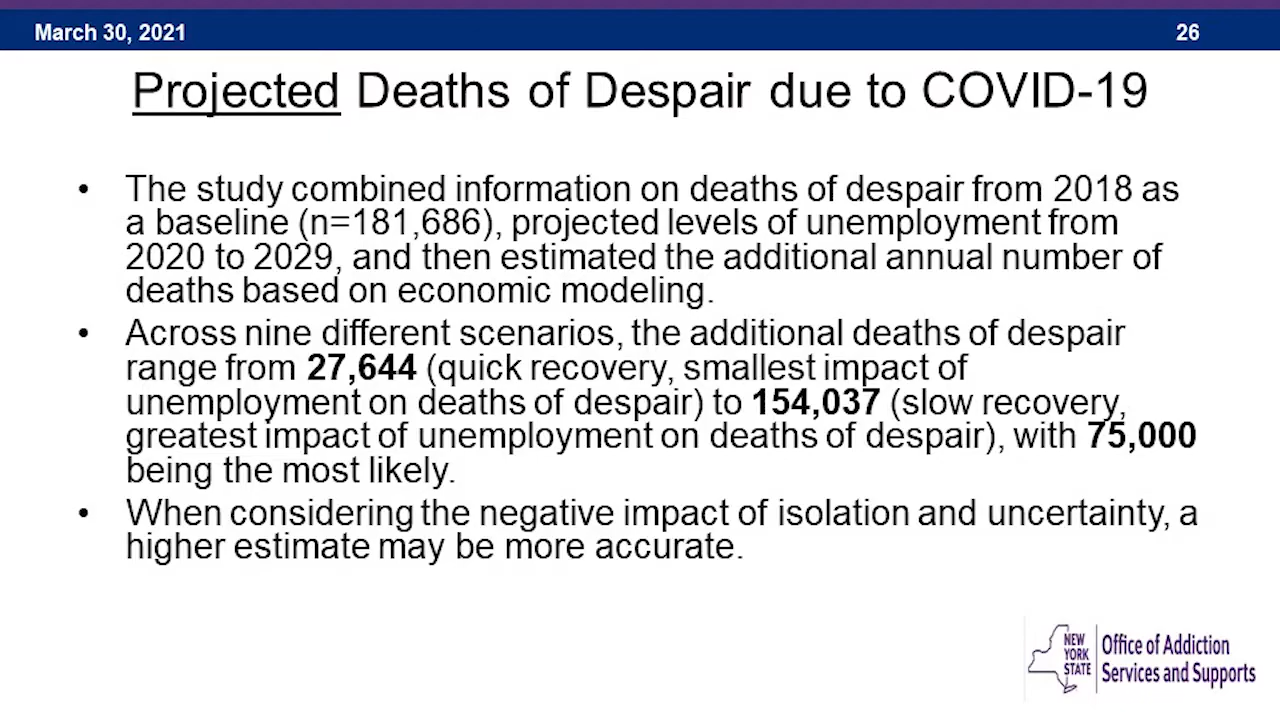 March 30, 2021
26
Projected Deaths of Despair due to COVID-19
• The study combined information on deaths of despair from 2018 as
a baseline (n=181,686), projected levels of unemployment from
2020 to 2029, and then estimated the additional annual number of
deaths based on economic modeling.
• Across nine different scenarios, the additional deaths of despair
range from 27,644 (quick recovery, smallest impact of
unemployment on deaths of despair) to 154,037 (slow recovery,
greatest impact of unemployment on deaths of despair), with 75,000
being the most likely.
• When considering the negative impact of isolation and uncertainty, a
higher estimate may be more accurate.
NEW
YORK
STATE
Office of Addiction
Services and Supports